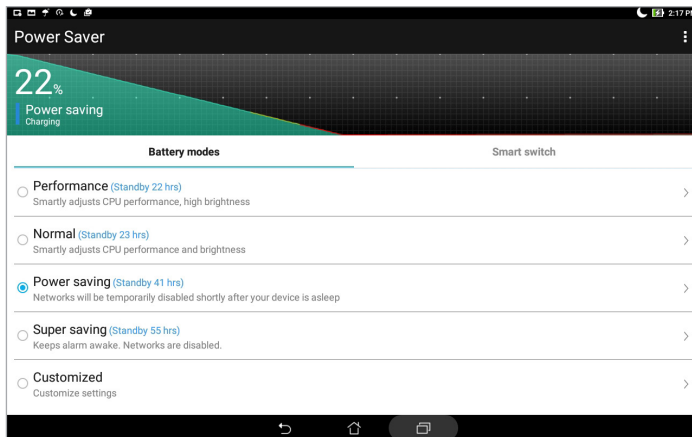 2:17 PM
Power Saver
22%
Power saving
Charging
Battery modes
Smart switch
Performance (Standby 22 hrs)
Smartly adjusts CPU performance, high brightness
Normal (Standby 23 hrs)
Smartly adjusts CPU performance and brightness
Power saving (Standby 41 hrs)
Networks will be temporarily disabled shortly after your device is asleep
Super saving (Standby 55 hrs)
Keeps alarm awake. Networks are disabled.
Customized
Customize settings